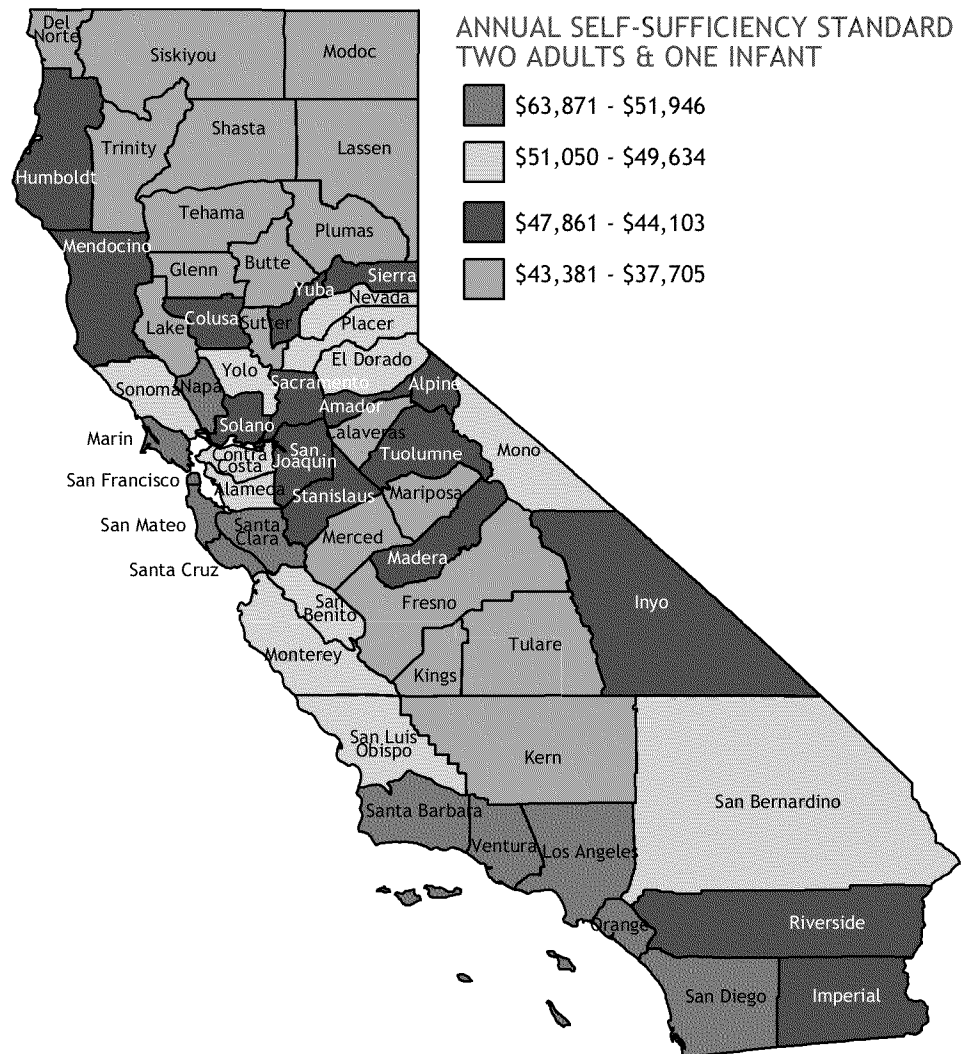 ANNUAL SELF-SUFFICIENCY STANDARD
TWO ADULTS & ONE INFANT
$63,871 - $51,946
$51,050 - $49,634
$47,861 - $44,103
$43,381 - $37,705
Del
Norte
Siskiyou
Modoc
Humboldt
Trinity
Shasta
Lassen
Tehama
Plumas
Mendocino
Glenn
Butte
Sierra
Yuba
Nevada
Lake
Colusa
Sutter
Placer
El Dorado
Sonoma
Napa
Yolo
Sacramento
Alpine
Amador
Solano
Calaveras
Marin
Contra
Costa
San
Joaquin
Tuolumne
Mono
San Francisco
Alameda
Stanislaus
Mariposa
San Mateo
Santa
Clara
Merced
Madera
Santa Cruz
San
Benito
Fresno
Inyo
Monterey
Kings
Tulare
San Luis
Obispo
Kern
San Bernardino
Santa Barbara
Ventura
Los Angeles
Orange
Riverside
San Diego
Imperial